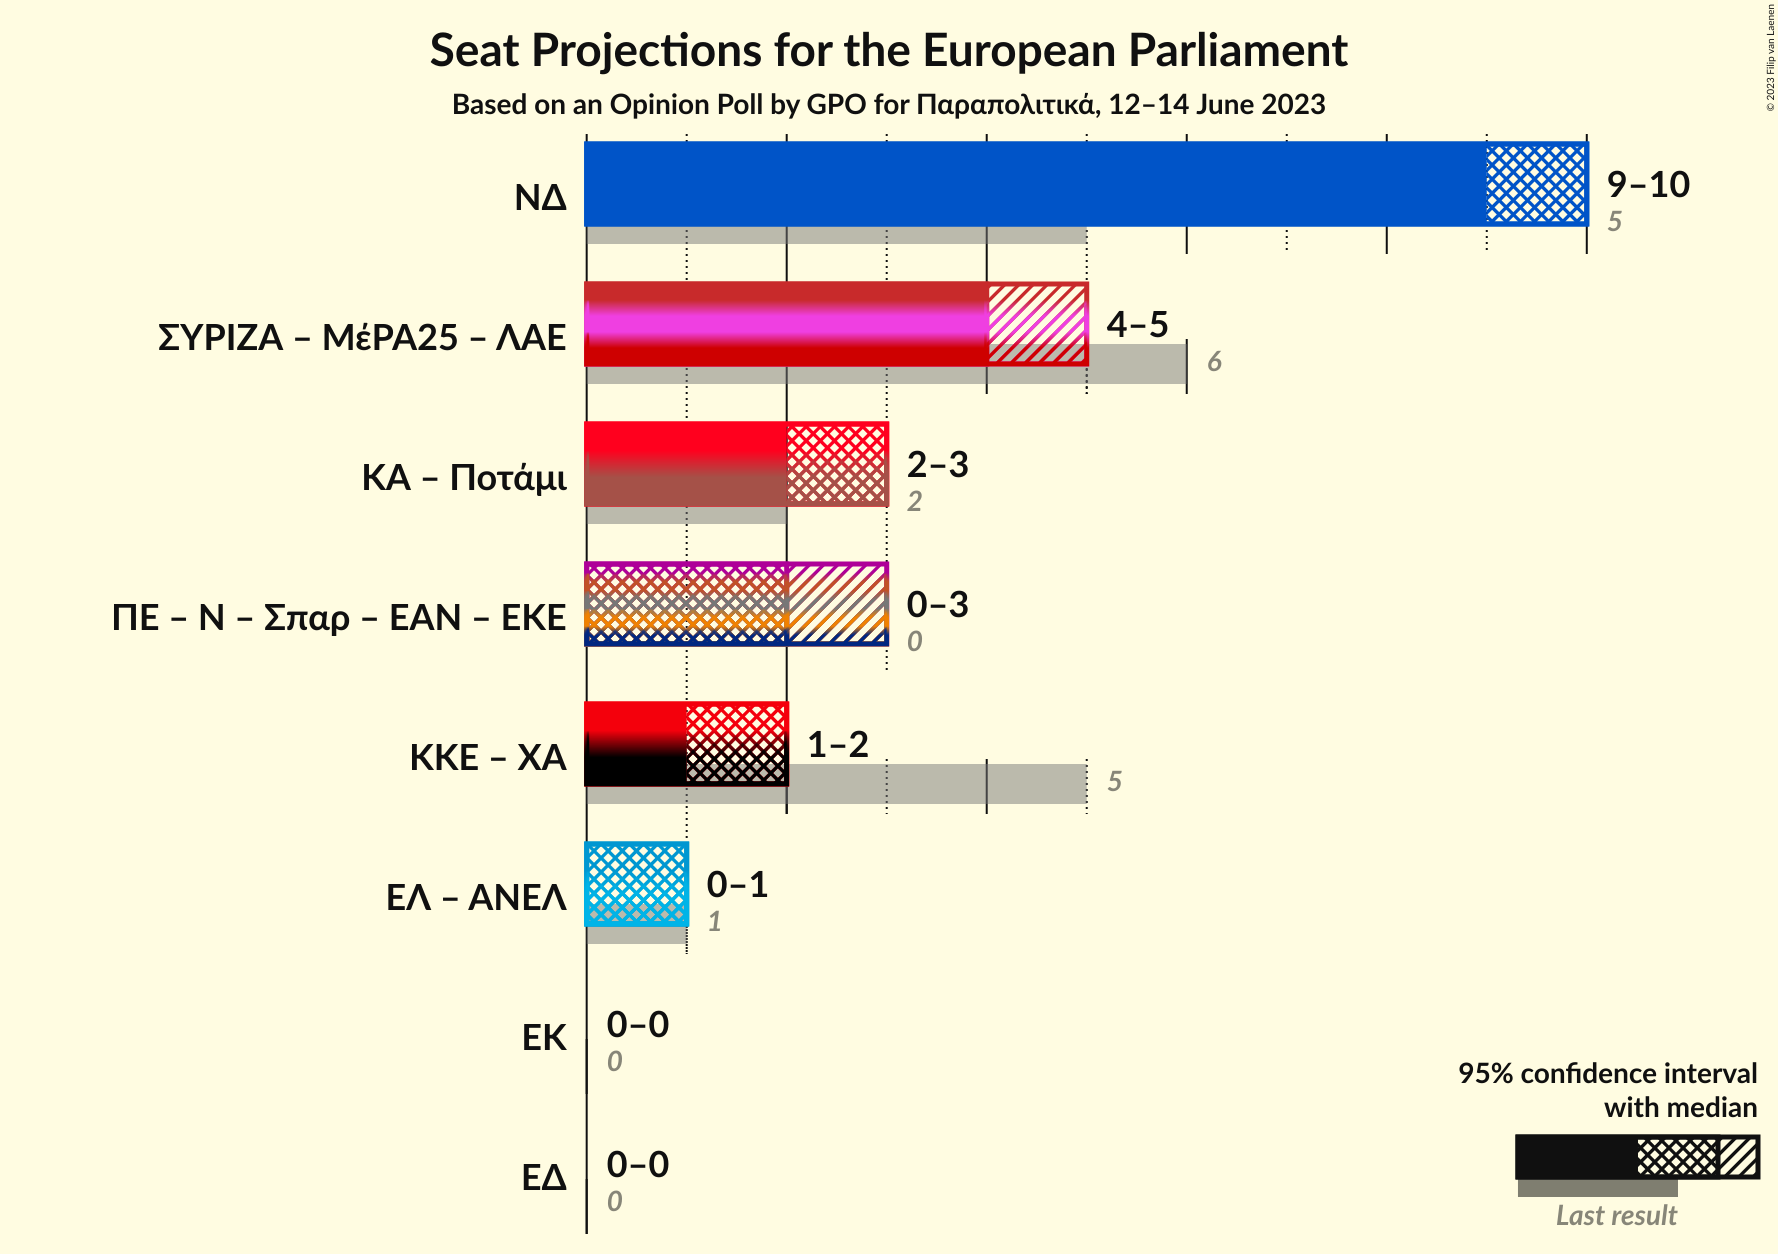 Seat Projections for the European Parliament
Based on an Opinion Poll by GPO for Παραπολιτικά, 12–14 June 2023
© 2023 Filip van Laenen
ΝΔ
9–10
5
ΣΥΡΙΖΑ – ΜέΡΑ25 – ΛΑΕ
4–5
6
ΚΑ – Ποτάμι
2–3
2
ΠΕ – Ν – Σπαρ – ΕΑΝ – ΕΚΕ
0–3
0
ΚΚΕ – ΧΑ
1–2
5
ΕΛ – ΑΝΕΛ
0–1
1
ΕΚ
0–0
0
ΕΔ
0–0
0
95% confidence interval
with median
Last result